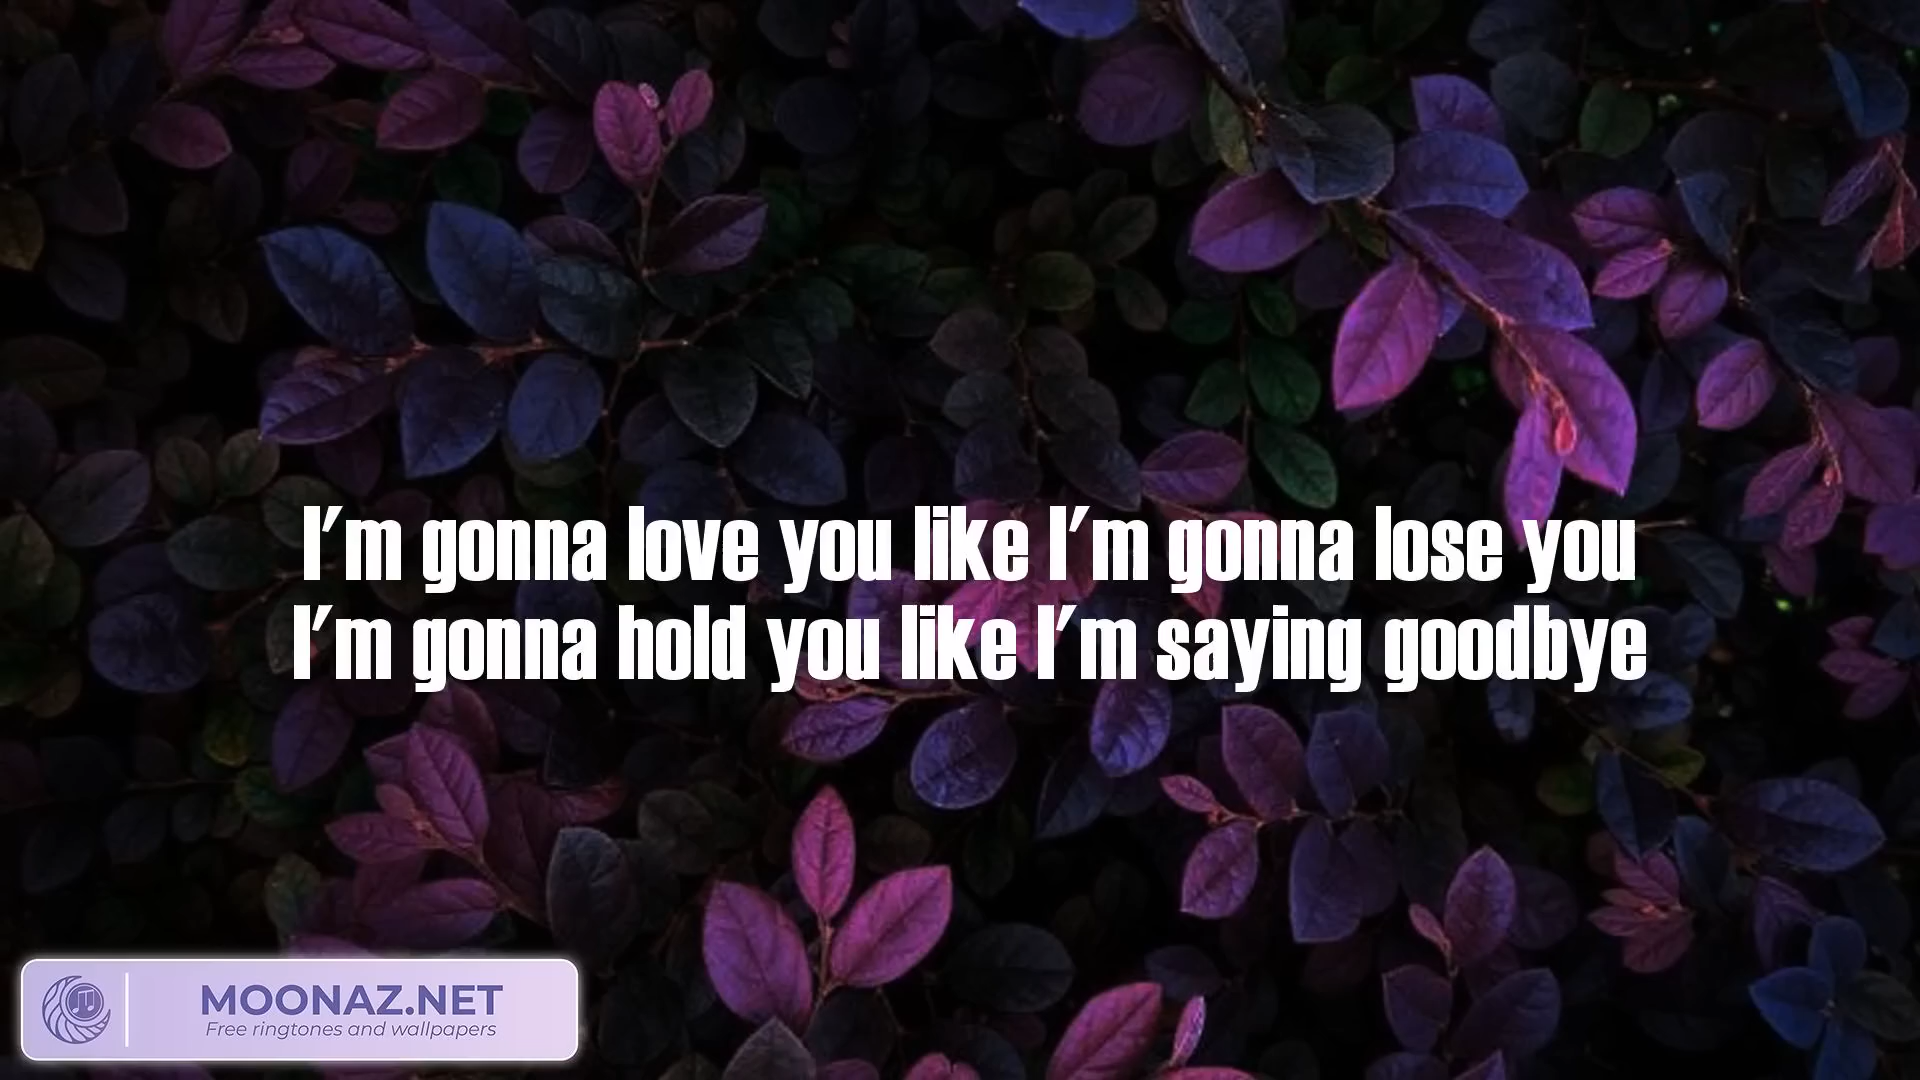 I'm gonna love you like I'm gonna lose you
I'm gonna hold you like I'm saying goodbye
MOONAZ.NET
Free ringtones and wallpapers